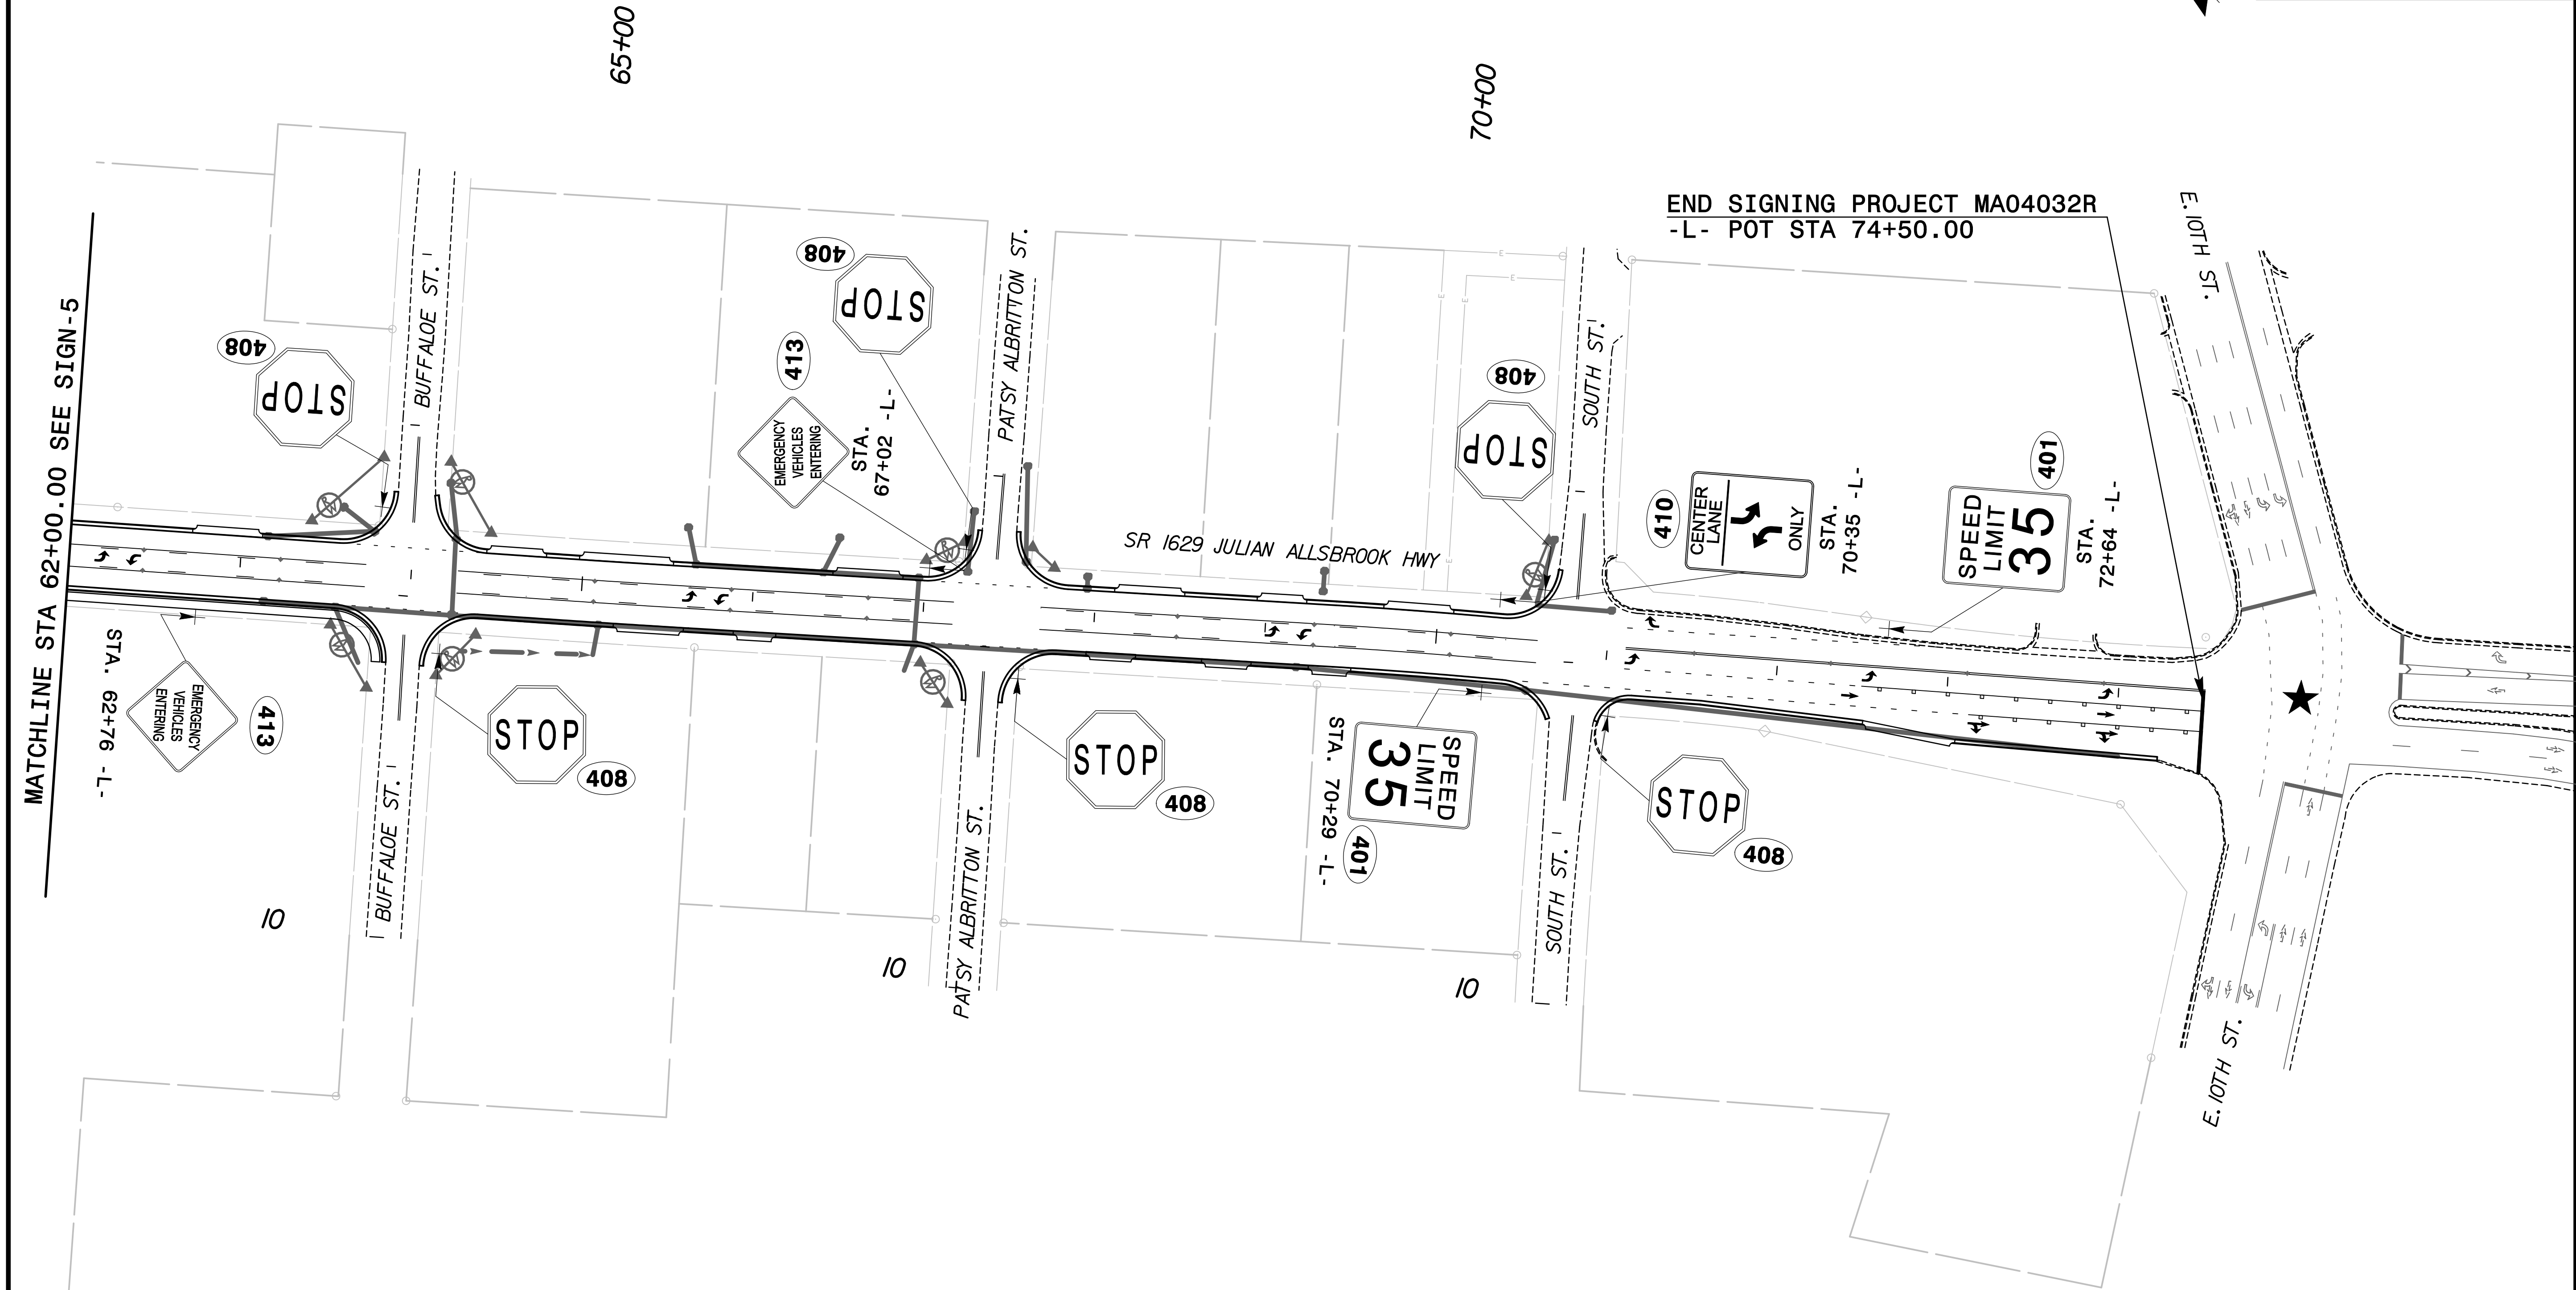 65+00
70+00
END SIGNING PROJECT MA04032R
-L- POT STA 74+50.00
E. 10TH ST.
MATCHLINE STA 62+00.00 SEE SIGN-5
408
STOP
BUFFALOE ST.
408
STOP
413
EMERGENCY
VEHICLES
ENTERING
STA.
67+02 -L-
PATSY ALBRITTON ST.
408
STOP
SOUTH ST.
E
E
E
E
E
E
410
CENTER
LANE
ONLY
STA.
70+35 -L-
401
SPEED
LIMIT
35
STA.
72+64 -L-
SR 1629 JULIAN ALLSBROOK HWY
STA. 62+76 -L-
EMERGENCY
VEHICLES
ENTERING
413
STOP
408
BUFFALOE ST.
STOP
408
PATSY ALBRITTON ST.
STA. 70+29 -L-
SPEED
LIMIT
35
401
SOUTH ST.
STOP
408
10
10
10
E. 10TH ST.